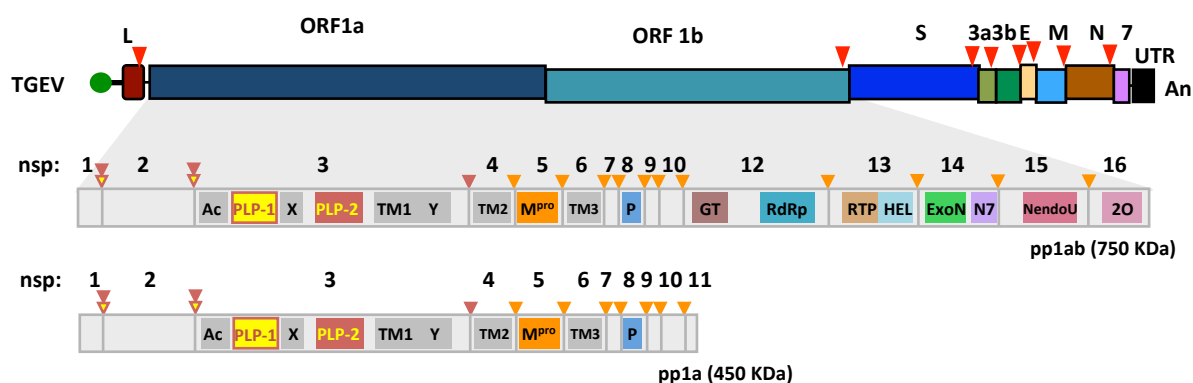 L ORF1a ORF 1b S 3a3b E M N 7 UTR
TGEV An
nsp: 1 2 3 4 5 6 7 8 9 10 12 13 14 15 16
Ac PLP-1 X PLP-2 TM1 Y TM2 Mpro TM3 P GT RdRp RTP HEL ExoN N7 NendoU 2O
pp1ab (750 KDa)
nsp: 1 2 3 4 5 6 7 8 9 10 11
Ac PLP-1 X PLP-2 TM1 Y TM2 Mpro TM3 P
pp1a (450 KDa)